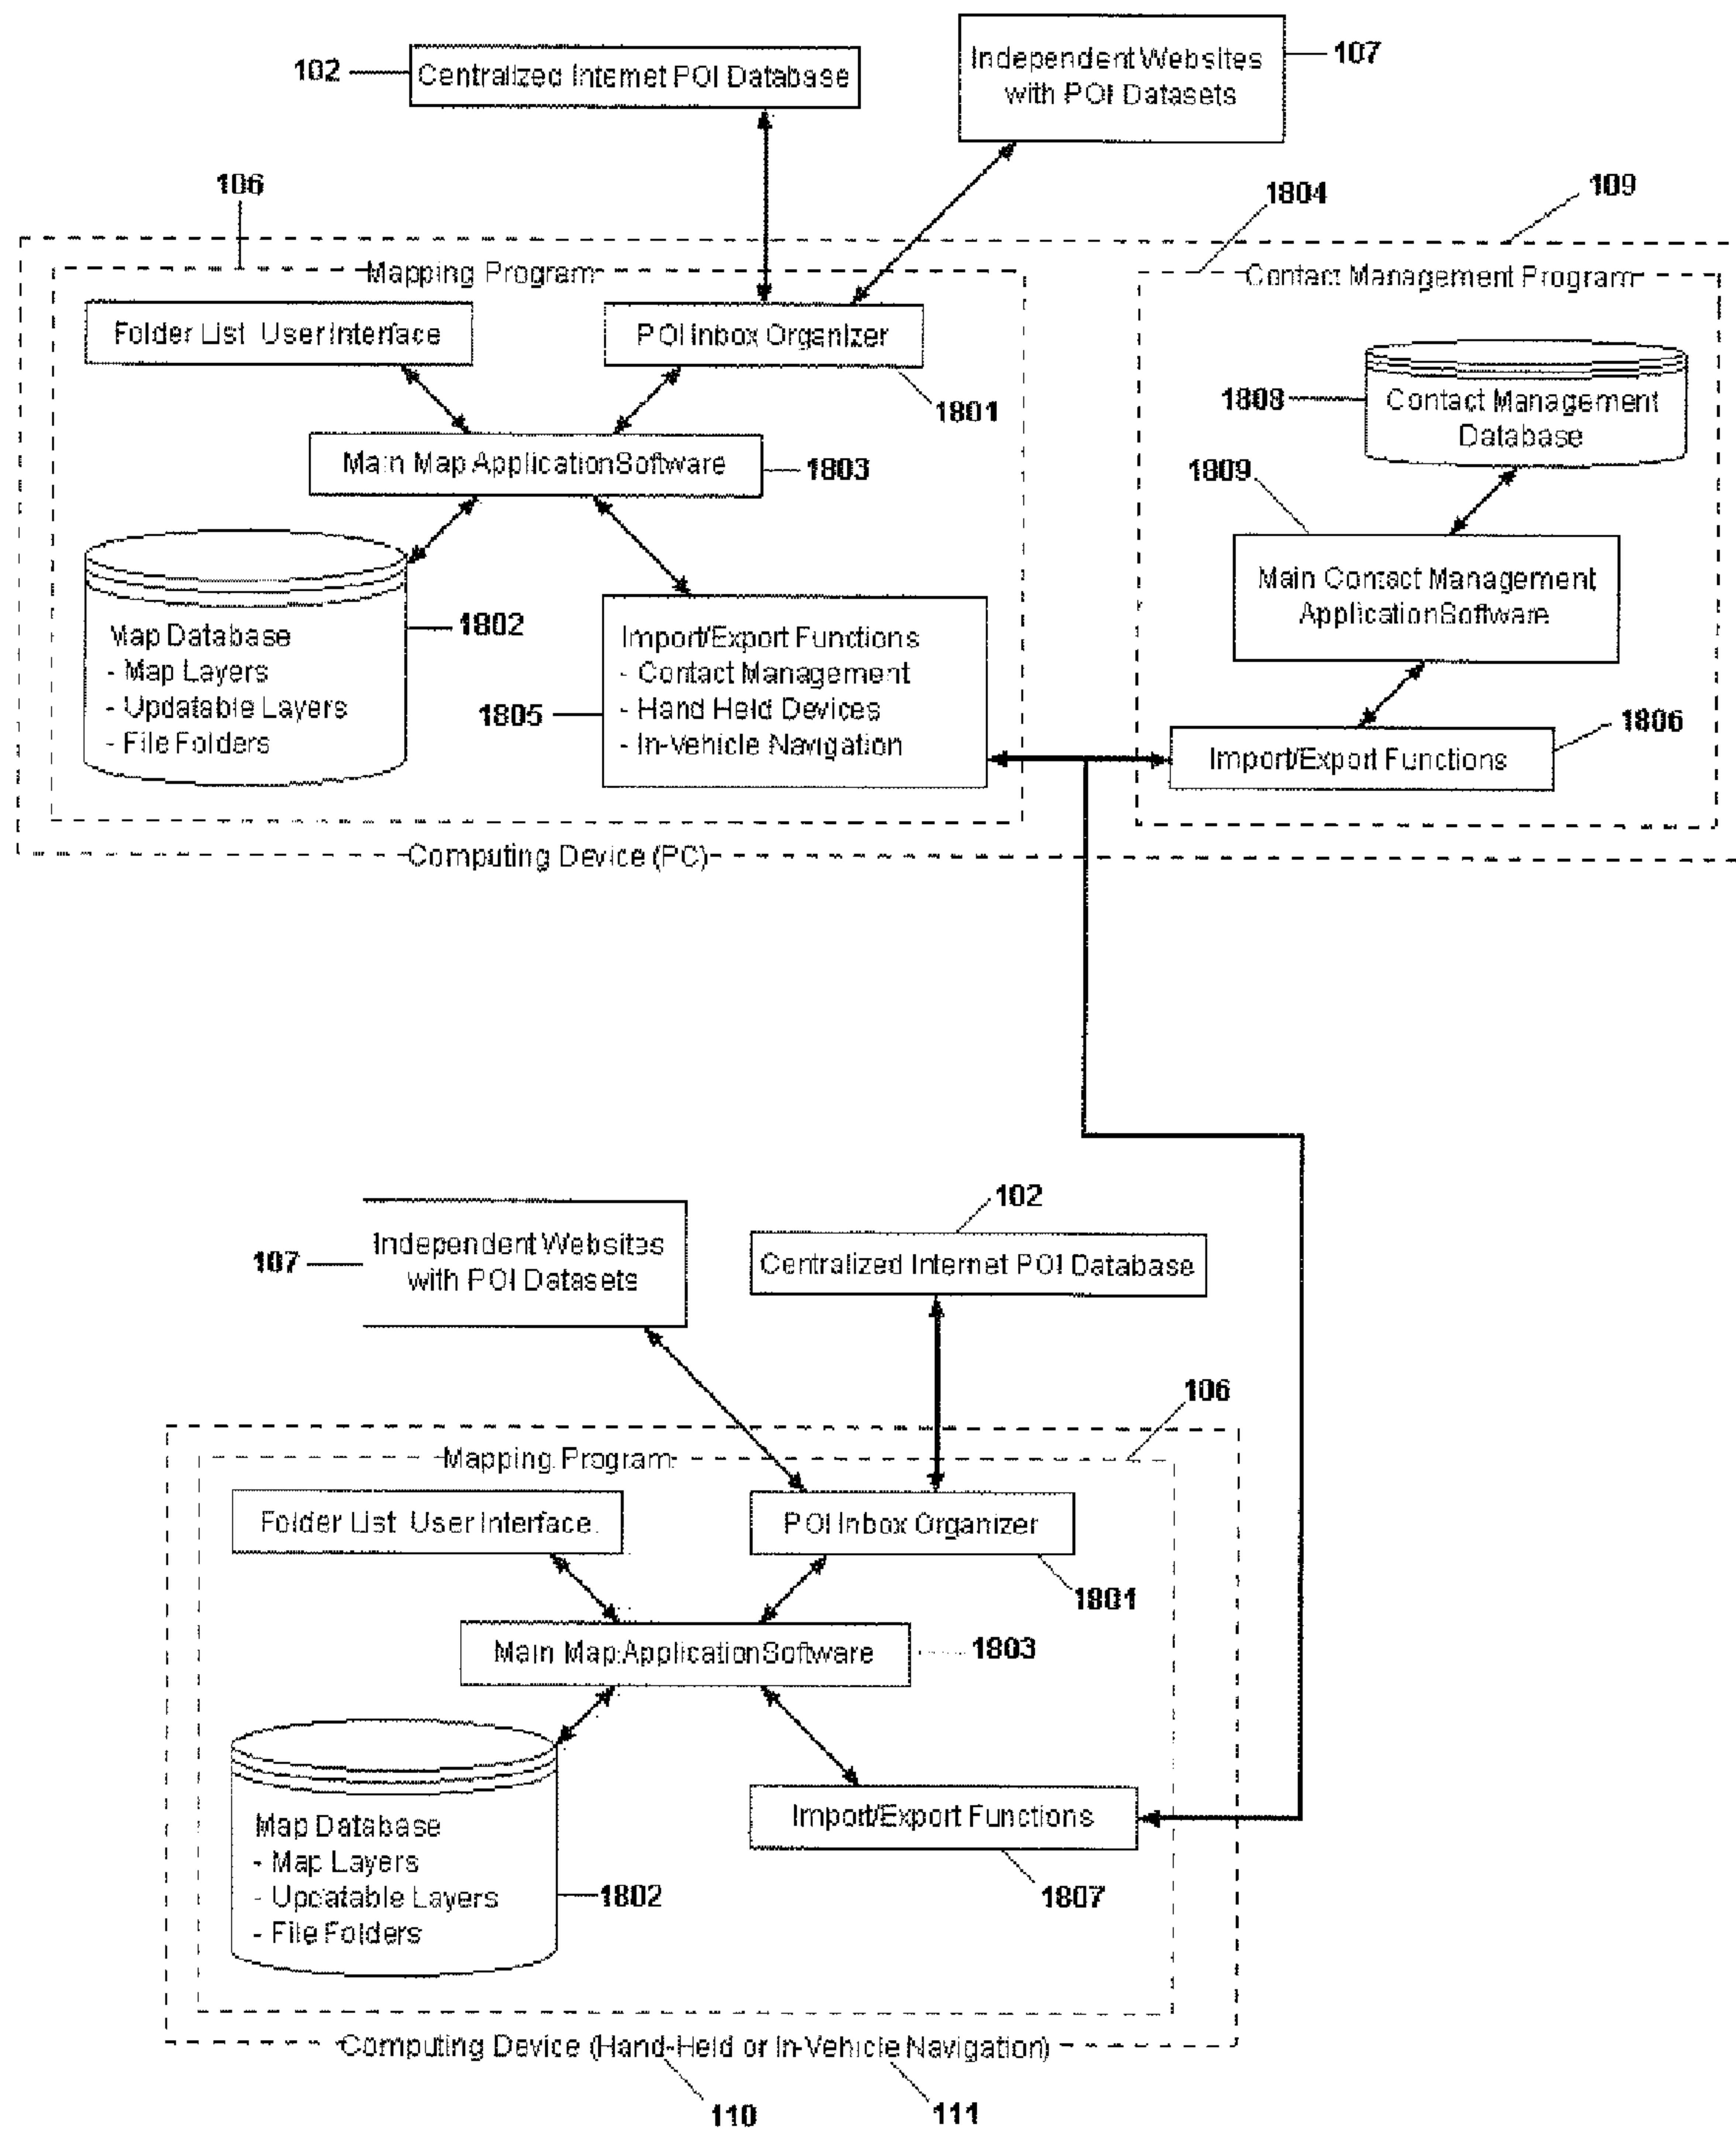 102
Centralized Internet POI Database
Independent Websites
with POI Datasets
107
106
1804
109
Mapping Program
Contact Management Program
Folder List User Interface
POI Inbox Organizer
1801
1808
Contact Management
Database
Main Map Application Software
1803
1809
Main Contact Management
Application Software
Map Database
- Map Layers
- Updatable Layers
- File Folders
1802
1805
Import/Export Functions
- Contact Management
- Hand Held Devices
- In-Vehicle Navigation
1806
Import/Export Functions
Computing Device (PC)
107
Independent Websites
with POI Datasets
102
Centralized Internet POI Database
106
Mapping Program
Folder List User Interface
POI Inbox Organizer
1801
Main Map Application Software
1803
Map Database
- Map Layers
- Updatable Layers
- File Folders
1802
Import/Export Functions
1807
Computing Device (Hand-Held or In-Vehicle Navigation)
110
111